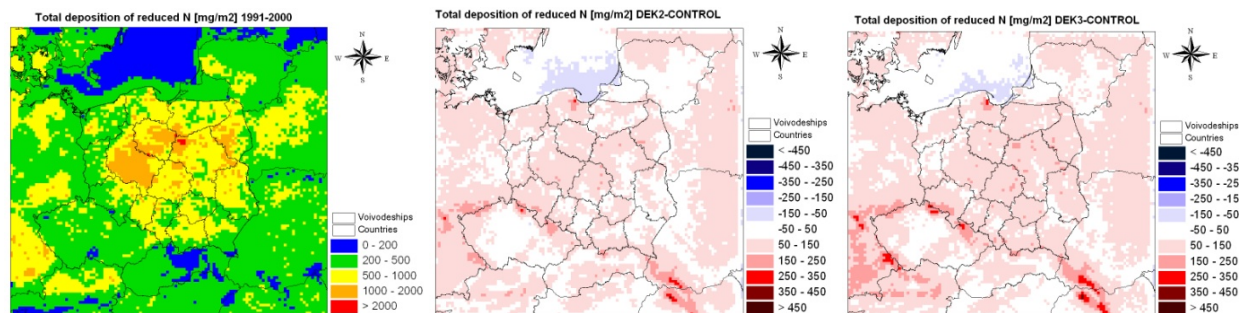 Total deposition of reduced N [mg/m2] 1991-2000
N
W E
S
Voivodeships
Countries
0 - 200
200 - 500
500 - 1000
1000 - 2000
> 2000
Total deposition of reduced N [mg/m2] DEK2-CONTROL
N
W E
S
Voivodeships
Countries
< -450
-450 - -350
-350 - -250
-250 - -150
-150 - -50
-50 - 50
50 - 150
150 - 250
250 - 350
350 - 450
> 450
Total deposition of reduced N [mg/m2] DEK3-CONTROL
N
W E
S
Voivodeships
Countries
< -450
-450 - -35
-350 - -25
-250 - -15
-150 - -50
-50 - 50
50 - 150
150 - 250
250 - 350
350 - 450
> 450